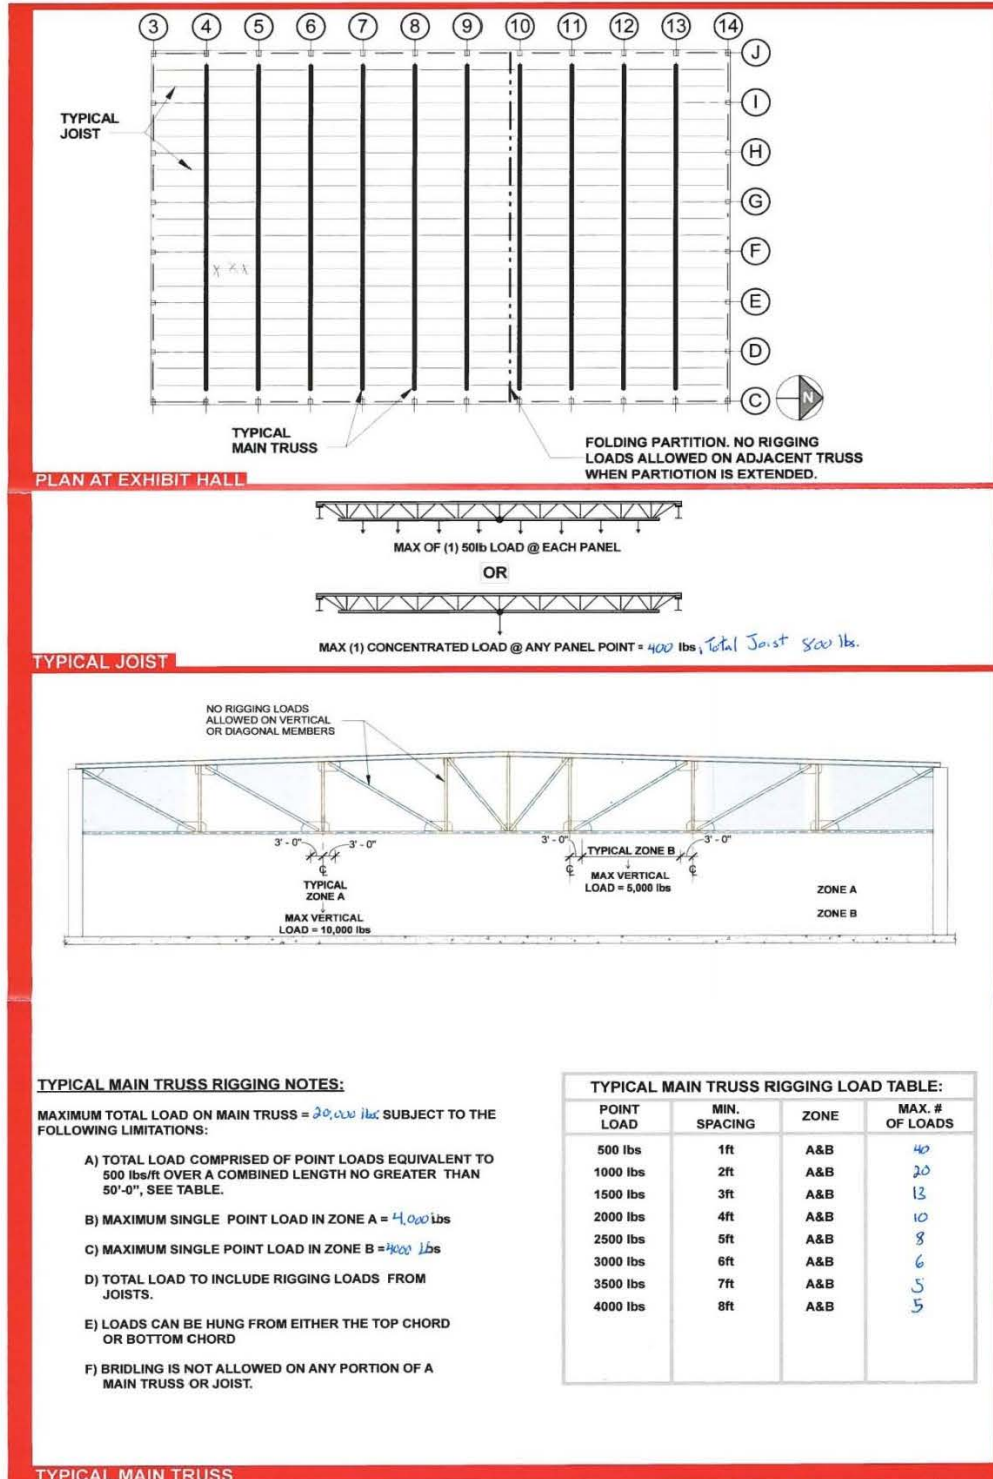 3 4 5 6 7 8 9 10 11 12 13 14
J
TYPICAL
JOIST
I
H
G
F
X X X
E
D
C
N
TYPICAL
MAIN TRUSS
FOLDING PARTITION. NO RIGGING
LOADS ALLOWED ON ADJACENT TRUSS
WHEN PARTIOTION IS EXTENDED.
PLAN AT EXHIBIT HALL
MAX OF (1) 50lb LOAD @ EACH PANEL
OR
MAX (1) CONCENTRATED LOAD @ ANY PANEL POINT = 400 lbs, Total Joist 800 lbs.
TYPICAL JOIST
NO RIGGING LOADS
ALLOWED ON VERTICAL
OR DIAGONAL MEMBERS
3' - 0" 3' - 0"
℄
TYPICAL
ZONE A
MAX VERTICAL
LOAD = 10,000 lbs
3' - 0" 3' - 0"
TYPICAL ZONE B
℄ ℄
MAX VERTICAL
LOAD = 5,000 lbs
ZONE A
ZONE B
TYPICAL MAIN TRUSS RIGGING NOTES:
MAXIMUM TOTAL LOAD ON MAIN TRUSS = 20,000 lbs. SUBJECT TO THE
FOLLOWING LIMITATIONS:
A) TOTAL LOAD COMPRISED OF POINT LOADS EQUIVALENT TO
500 lbs/ft OVER A COMBINED LENGTH NO GREATER THAN
50'-0", SEE TABLE.
B) MAXIMUM SINGLE POINT LOAD IN ZONE A = 4,000 lbs
C) MAXIMUM SINGLE POINT LOAD IN ZONE B = 4000 lbs
D) TOTAL LOAD TO INCLUDE RIGGING LOADS FROM
JOISTS.
E) LOADS CAN BE HUNG FROM EITHER THE TOP CHORD
OR BOTTOM CHORD
F) BRIDLING IS NOT ALLOWED ON ANY PORTION OF A
MAIN TRUSS OR JOIST.
TYPICAL MAIN TRUSS RIGGING LOAD TABLE:
POINT LOAD MIN. SPACING ZONE MAX. # OF LOADS
500 lbs 1ft A&B 40
1000 lbs 2ft A&B 20
1500 lbs 3ft A&B 13
2000 lbs 4ft A&B 10
2500 lbs 5ft A&B 8
3000 lbs 6ft A&B 6
3500 lbs 7ft A&B 5
4000 lbs 8ft A&B 5
TYPICAL MAIN TRUSS